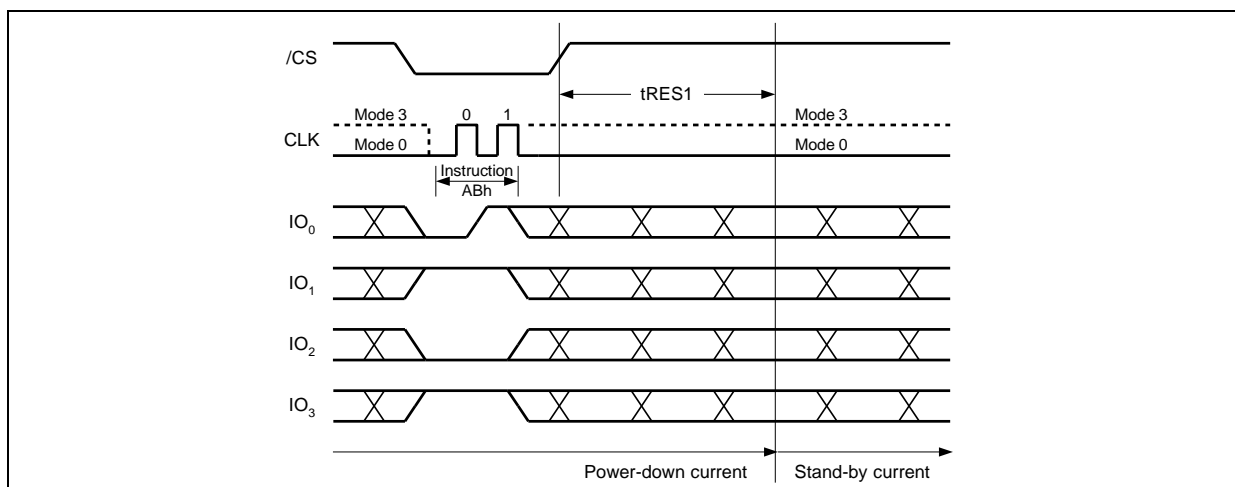 /CS
tRES1
Mode 3 0 1 Mode 3
CLK
Mode 0 Mode 0
Instruction
ABh
IO0
IO1
IO2
IO3
Power-down current Stand-by current